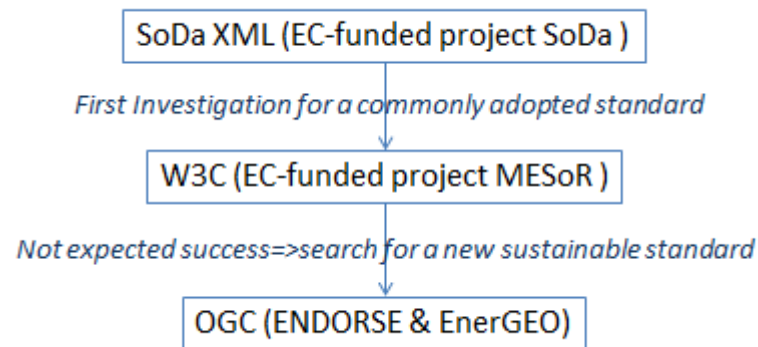 SoDa XML (EC-funded project SoDa )
First Investigation for a commonly adopted standard
W3C (EC-funded project MESoR )
Not expected success=>search for a new sustainable standard
OGC (ENDORSE & EnerGEO)